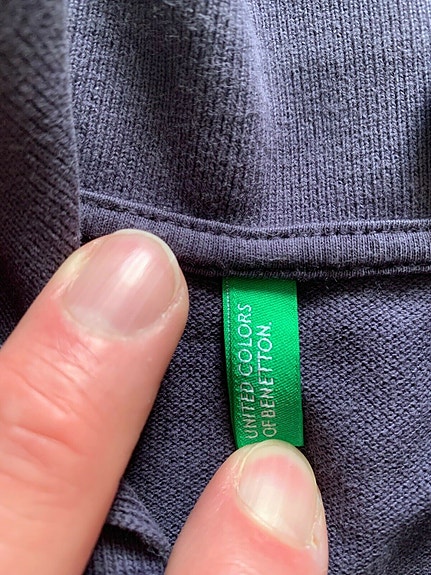 UNITED COLORS
OF BENETTON.